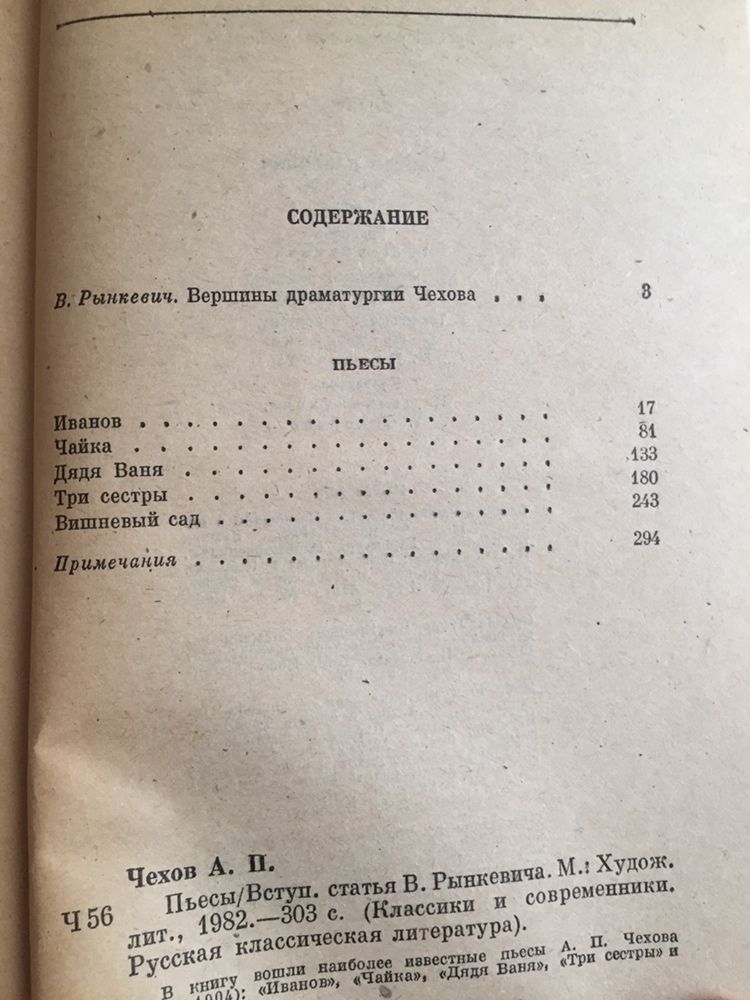 СОДЕРЖАНИЕ
В. Рынкевич. Вершины драматургии Чехова . . . 3
ПЬЕСЫ
Иванов . . . . . . . . . . . . . . . . . . 17
Чайка . . . . . . . . . . . . . . . . . . 81
Дядя Ваня . . . . . . . . . . . . . . . . 133
Три сестры . . . . . . . . . . . . . . . . 180
Вишневый сад . . . . . . . . . . . . . . 243
Примечания . . . . . . . . . . . . . . . 294
Чехов А. П.
Ч 56 Пьесы/Вступ. статья В. Рынкевича. М.: Худож.
лит., 1982.—303 с. (Классики и современники.
Русская классическая литература).
В книгу вошли наиболее известные пьесы А. П. Чехова
«Иванов», «Чайка», «Дядя Ваня», «Три сестры» и